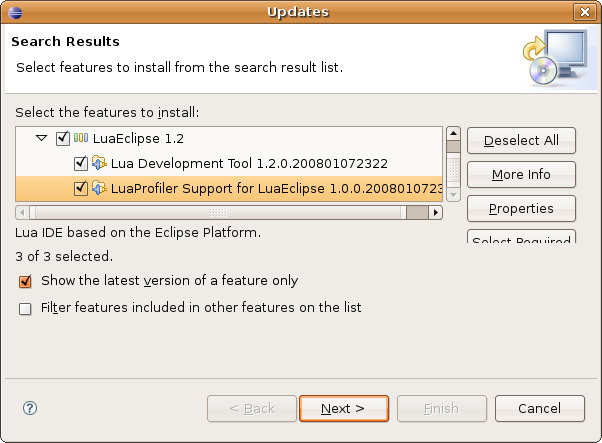 Updates
Search Results
Select features to install from the search result list.
Select the features to install:
LuaEclipse 1.2
Lua Development Tool 1.2.0.200801072322
LuaProfiler Support for LuaEclipse 1.0.0.2008010723
Deselect All
More Info
Properties
Select Required
Lua IDE based on the Eclipse Platform.
3 of 3 selected.
Show the latest version of a feature only
Filter features included in other features on the list
?
< Back
Next >
Finish
Cancel